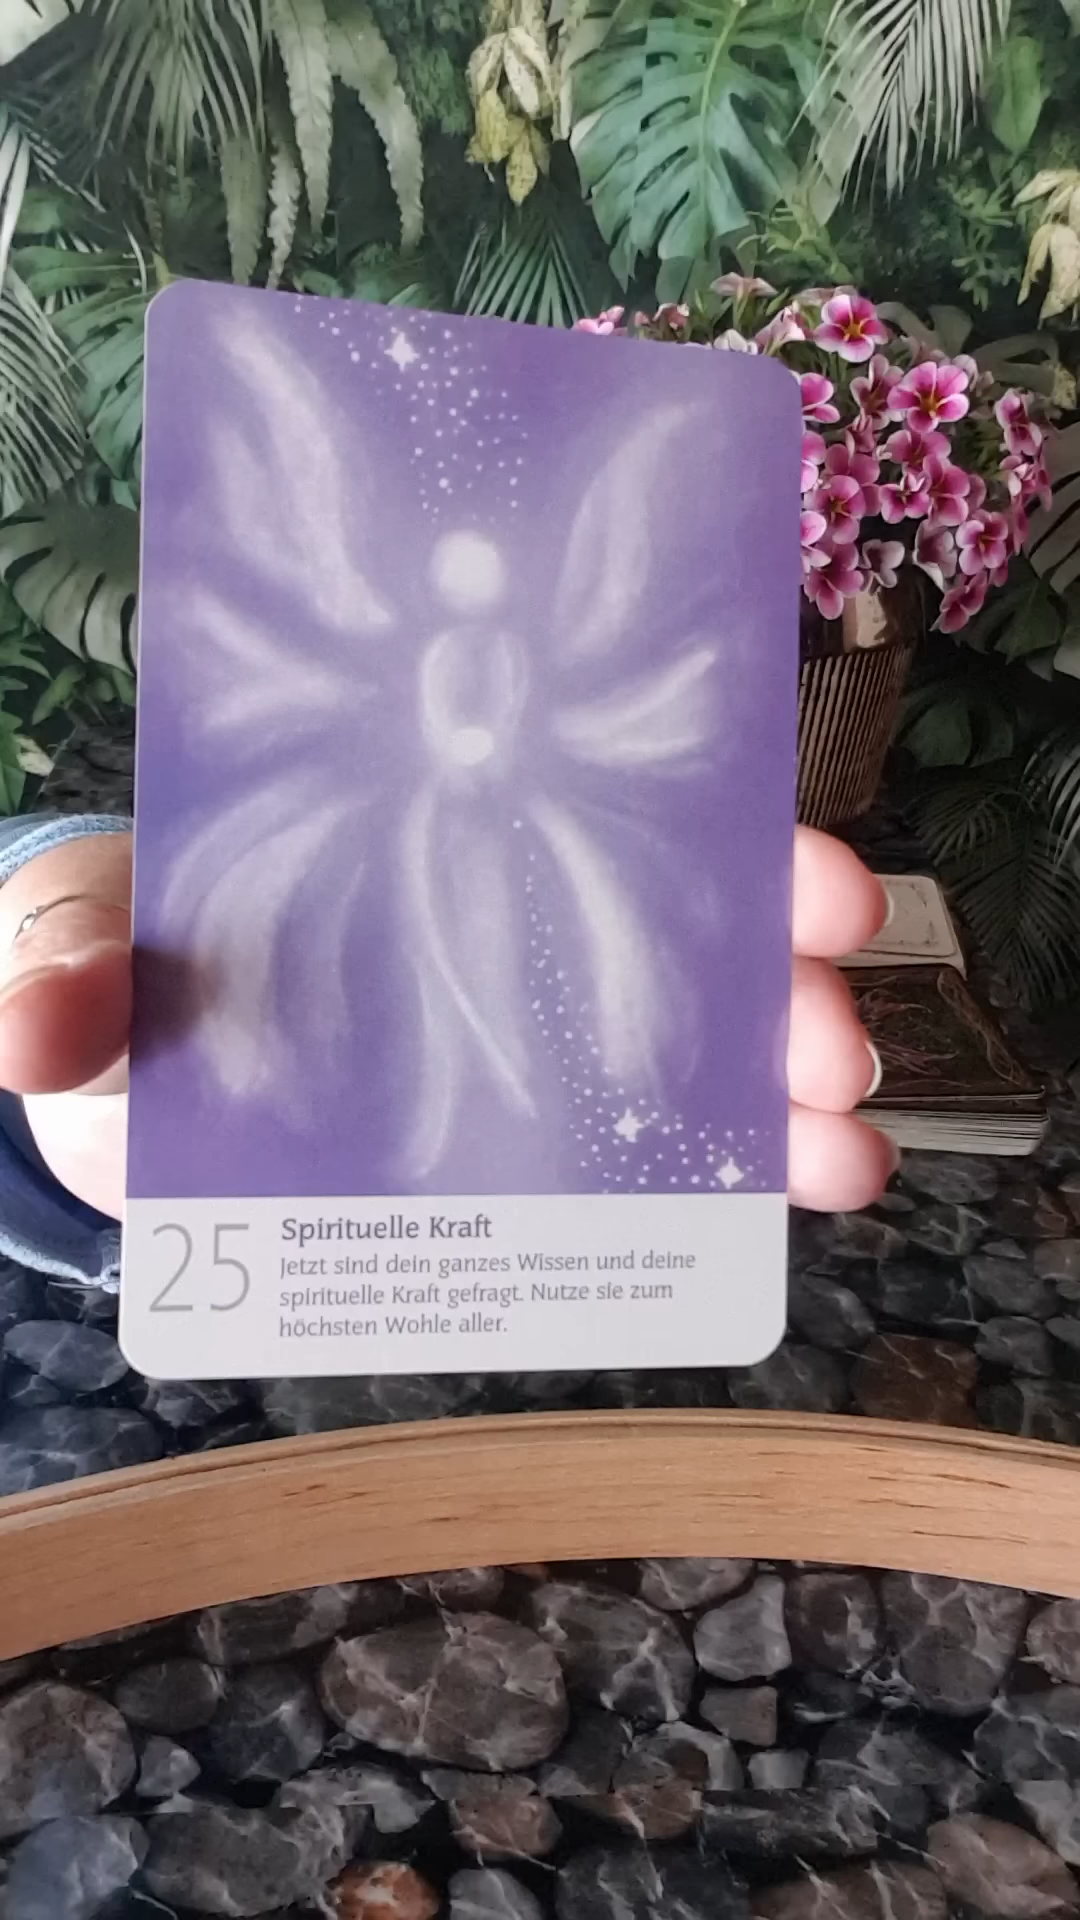 25
Spirituelle Kraft
Jetzt sind dein ganzes Wissen und deine
spirituelle Kraft gefragt. Nutze sie zum
höchsten Wohle aller.